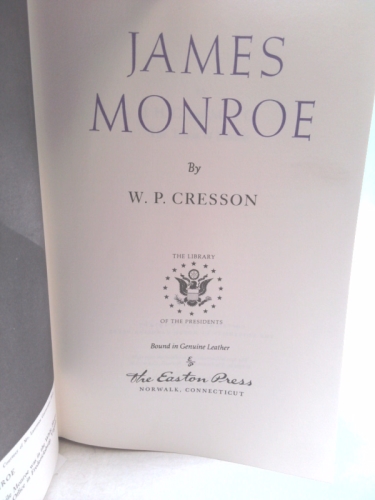 JAMES
MONROE
By
W. P. CRESSON
THE LIBRARY
OF THE PRESIDENTS
Bound in Genuine Leather
The Easton Press
NORWALK, CONNECTICUT